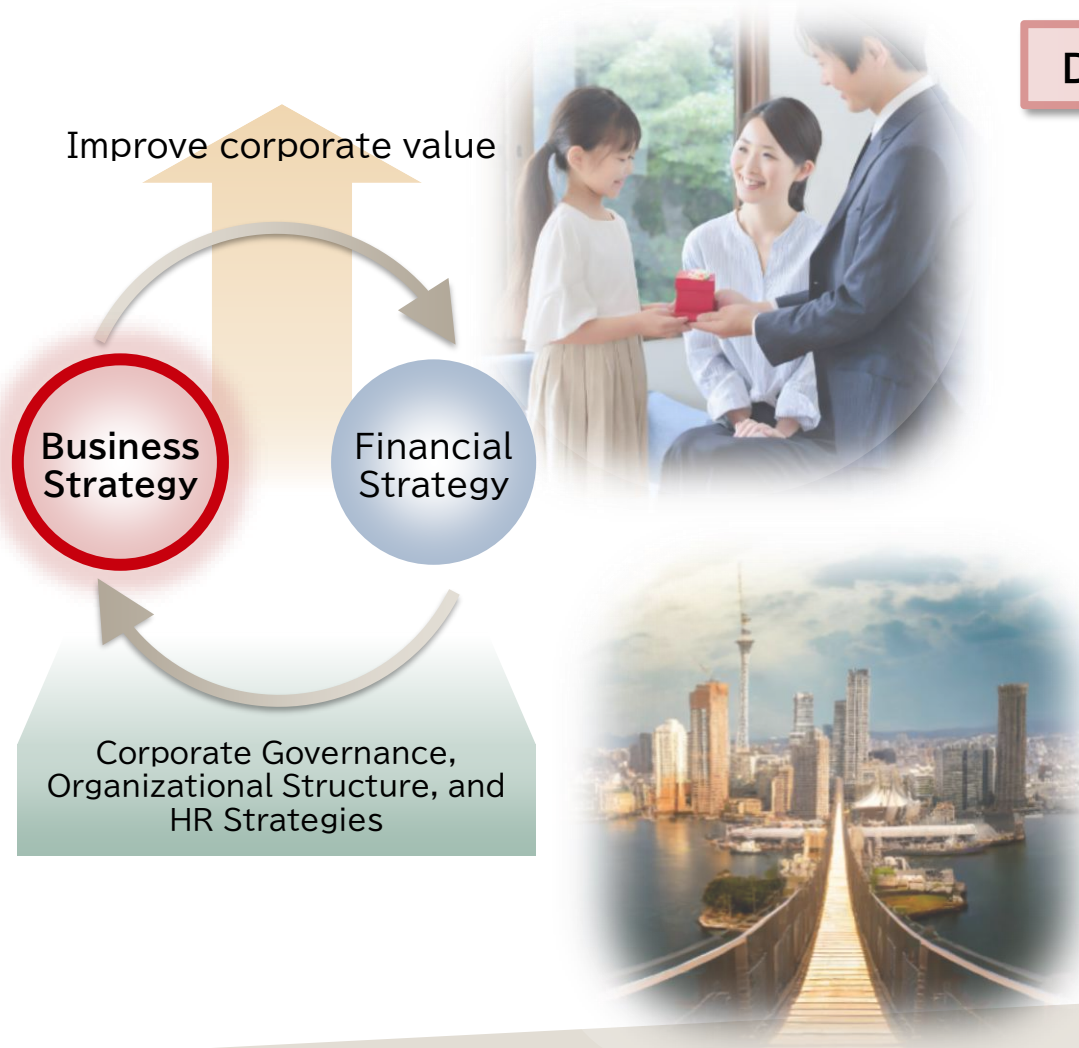 Improve corporate value
Business
Strategy
Financial
Strategy
Corporate Governance,
Organizational Structure, and
HR Strategies